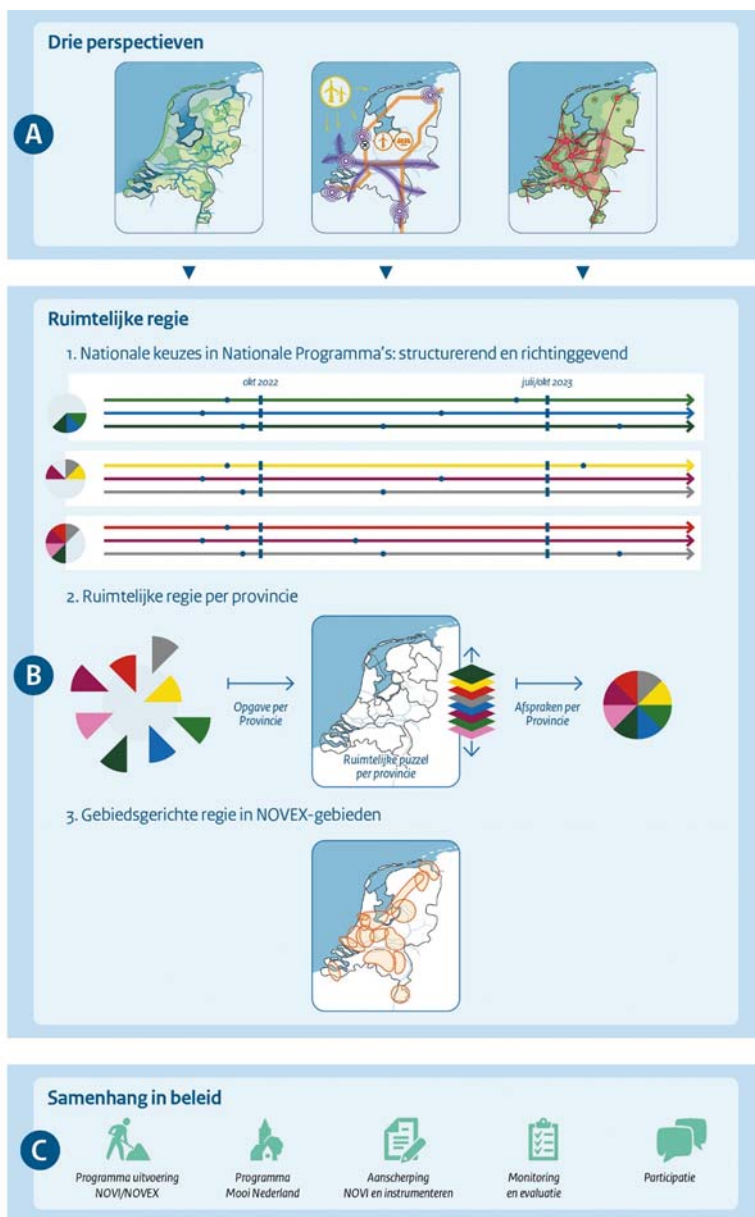 Drie perspectieven
A
Ruimtelijke regie
1. Nationale keuzes in Nationale Programma's: structurerend en richtinggevend
okt 2022
juli/okt 2023
2. Ruimtelijke regie per provincie
B
Opgave per
Provincie
Ruimtelijke puzzel
per provincie
Afspraken per
Provincie
3. Gebiedsgerichte regie in NOVEX-gebieden
Samenhang in beleid
C
Programma uitvoering
NOVI/NOVEX
Programma
Mooi Nederland
Aanscherping
NOVI en instrumenteren
Monitoring
en evaluatie
Participatie